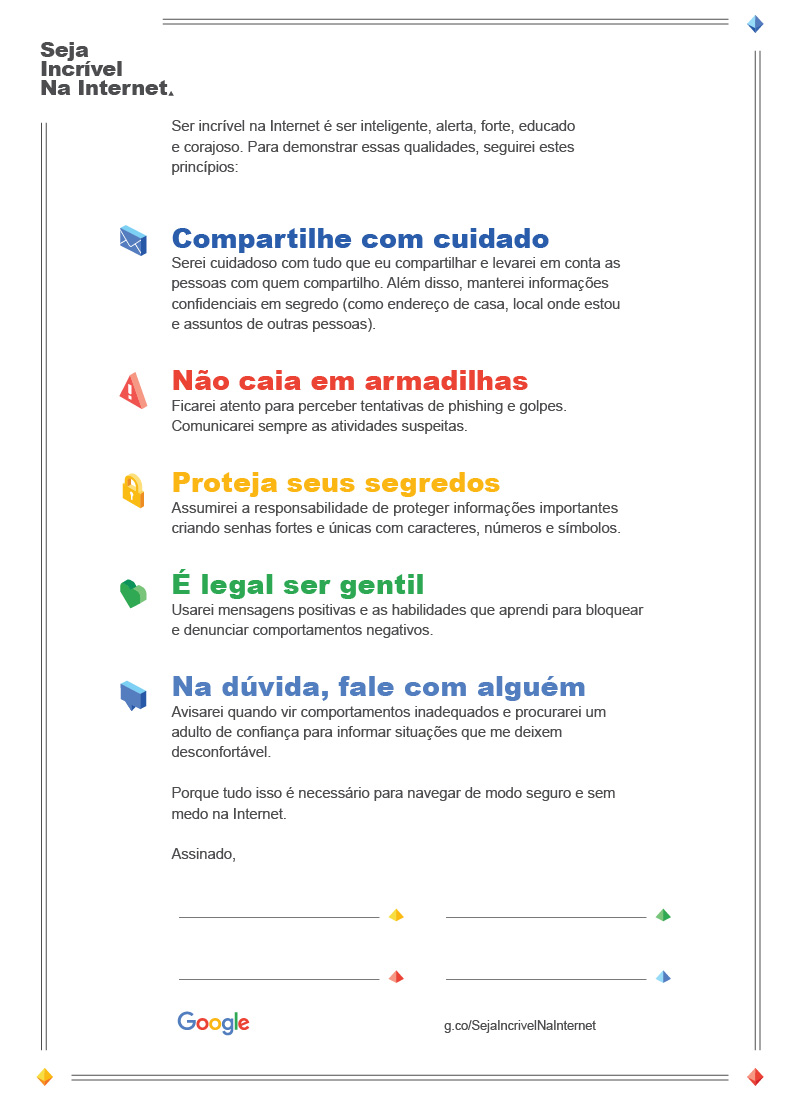 Seja
Incrível
Na Internet
Ser incrível na Internet é ser inteligente, alerta, forte, educado
e corajoso. Para demonstrar essas qualidades, seguirei estes
princípios:
Compartilhe com cuidado
Serei cuidadoso com tudo que eu compartilhar e levarei em conta as
pessoas com quem compartilho. Além disso, manterei informações
confidenciais em segredo (como endereço de casa, local onde estou
e assuntos de outras pessoas).
Não caia em armadilhas
Ficarei atento para perceber tentativas de phishing e golpes.
Comunicarei sempre as atividades suspeitas.
Proteja seus segredos
Assumirei a responsabilidade de proteger informações importantes
criando senhas fortes e únicas com caracteres, números e símbolos.
É legal ser gentil
Usarei mensagens positivas e as habilidades que aprendi para bloquear
e denunciar comportamentos negativos.
Na dúvida, fale com alguém
Avisarei quando vir comportamentos inadequados e procurarei um
adulto de confiança para informar situações que me deixem
desconfortável.
Porque tudo isso é necessário para navegar de modo seguro e sem
medo na Internet.
Assinado,
Google
g.co/SejaIncrivelNaInternet